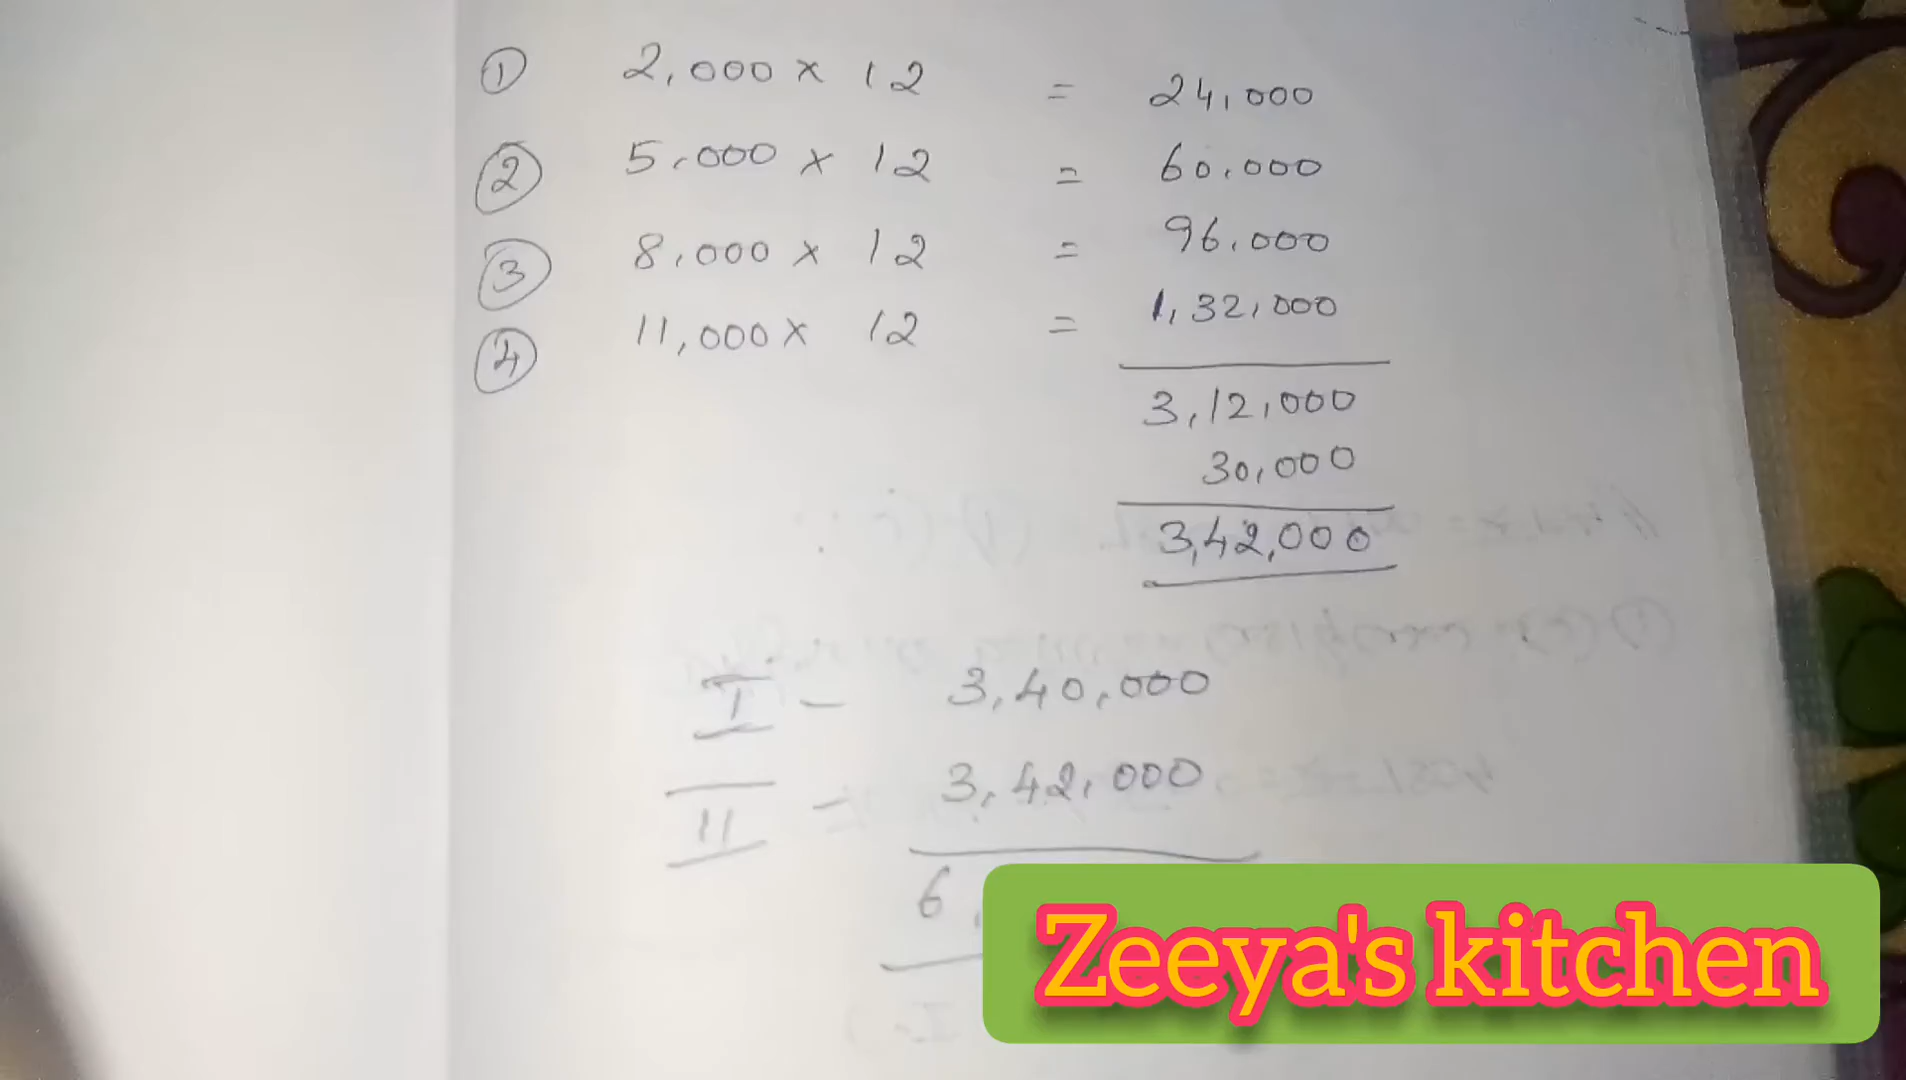 ① 2,000 × 12 = 24,000
② 5,000 × 12 = 60,000
③ 8,000 × 12 = 96,000
④ 11,000 × 12 = 1,32,000
3,12,000
30,000
3,42,000
I - 3,40,000
II = 3,42,000
6,
Zeeya's kitchen